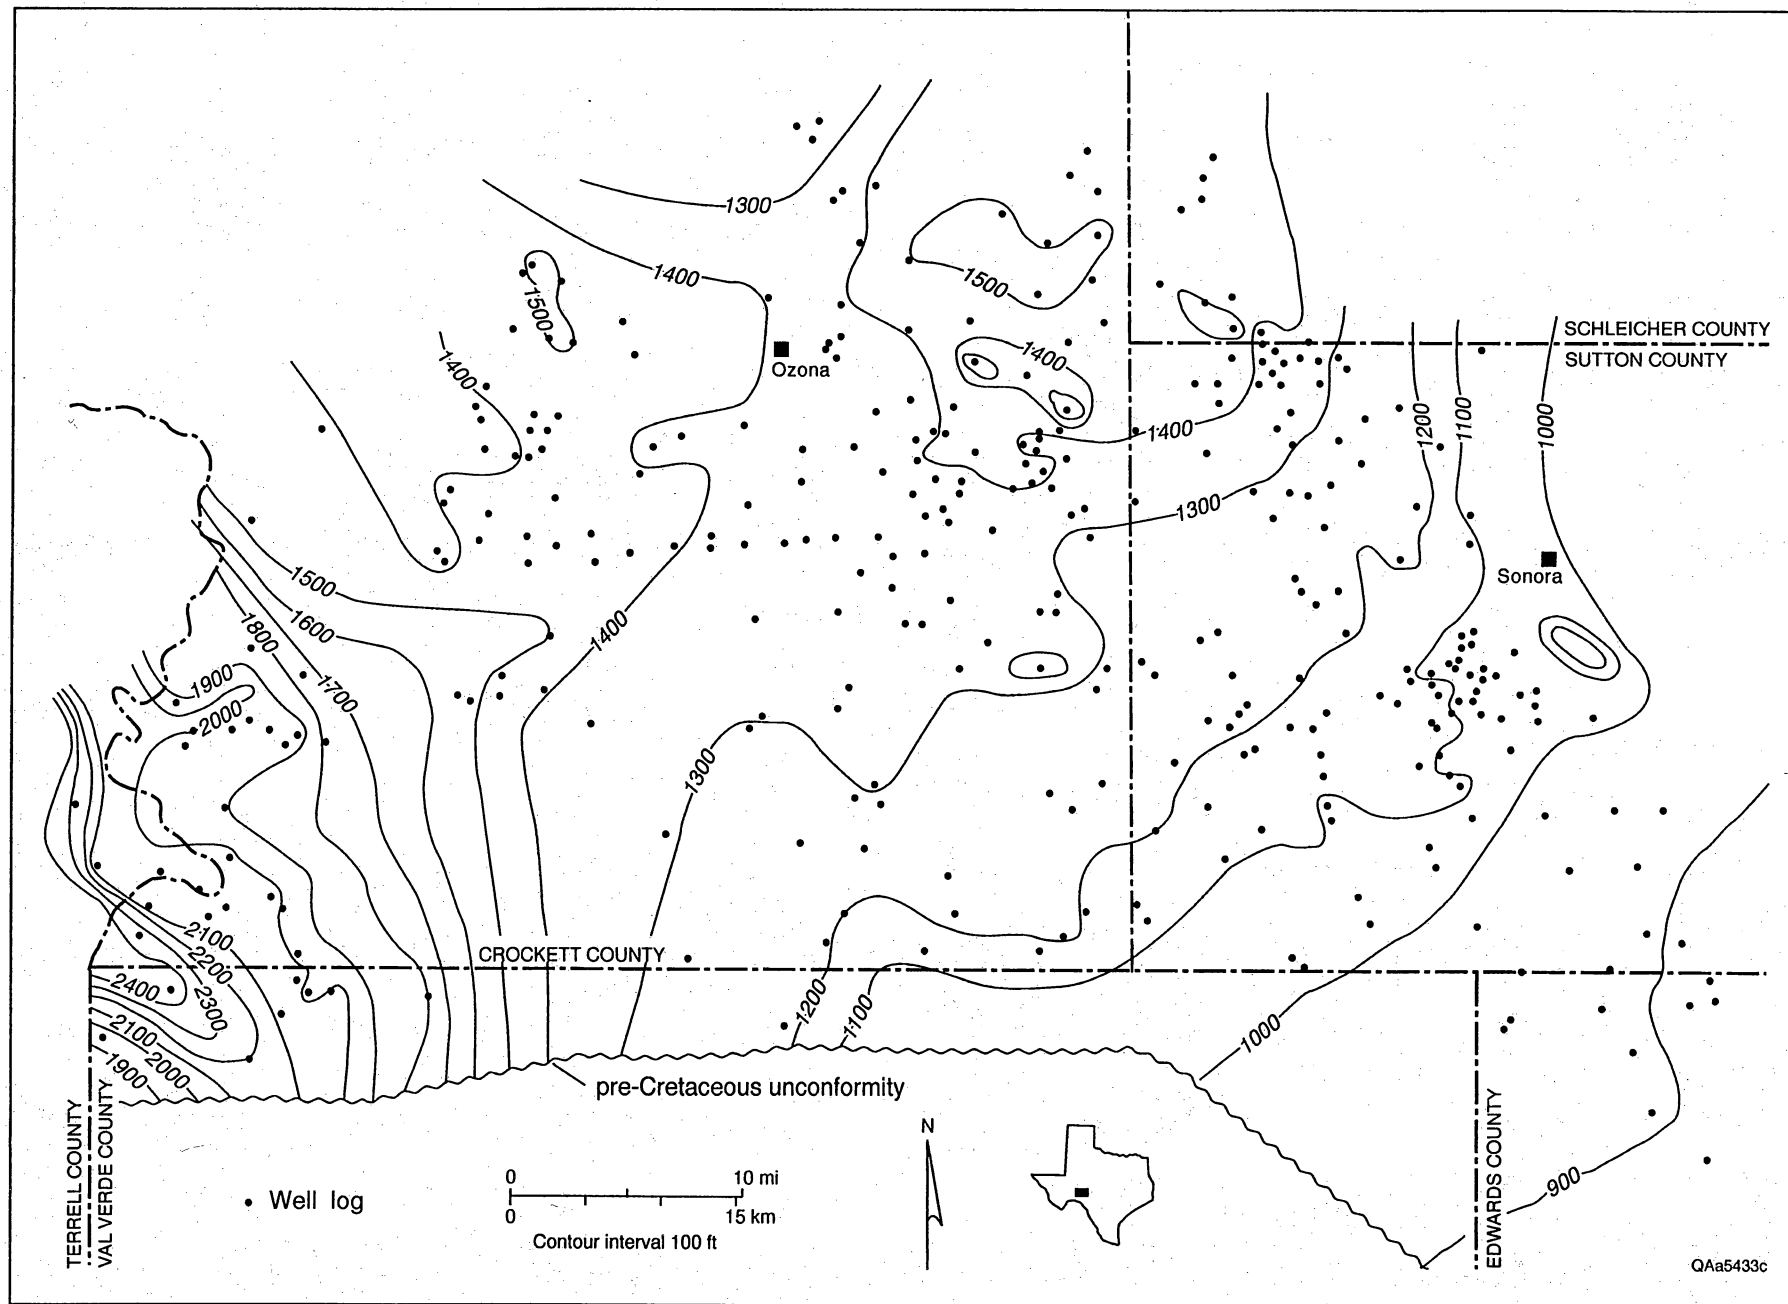 1300
1400
1500
1500
1400
1400
SCHLEICHER COUNTY
SUTTON COUNTY
Ozona
1400
1200
1100
1000
1300
Sonora
1500
1600
1800
1400
1700
1900
2000
1300
2100
2200
CROCKETT COUNTY
2400
2300
1200
1100
2100
2000
1900
1000
pre-Cretaceous unconformity
TERRELL COUNTY
VAL VERDE COUNTY
EDWARDS COUNTY
N
900
Well log
0 10 mi
0 15 km
Contour interval 100 ft
QAa5433c